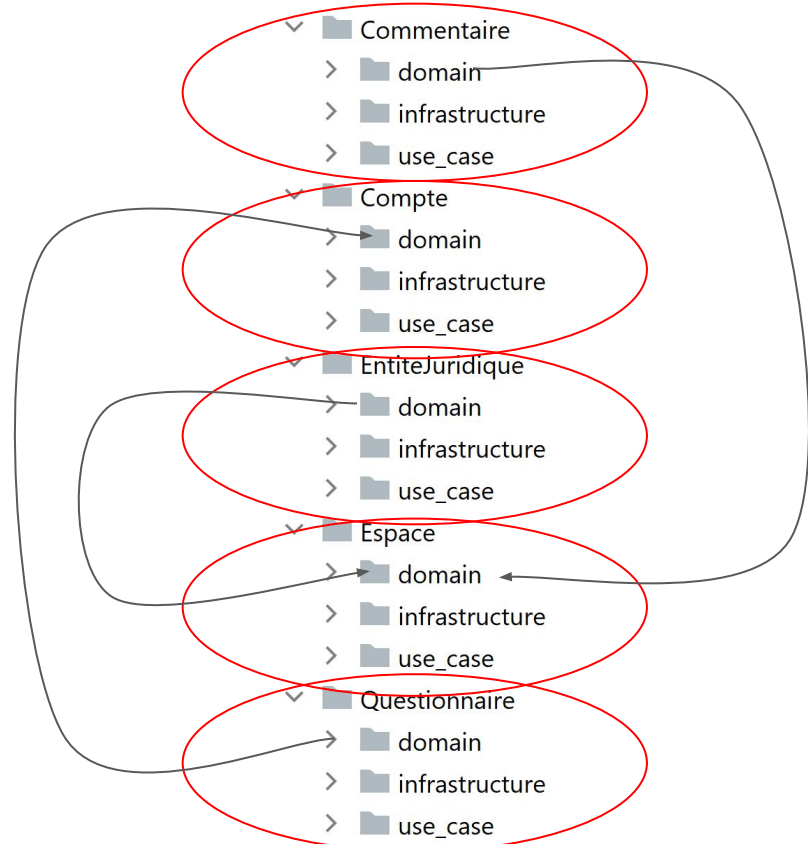 Commentaire
domain
infrastructure
use_case
Compte
domain
infrastructure
use_case
EntiteJuridique
domain
infrastructure
use_case
Espace
domain
infrastructure
use_case
Questionnaire
domain
infrastructure
use_case